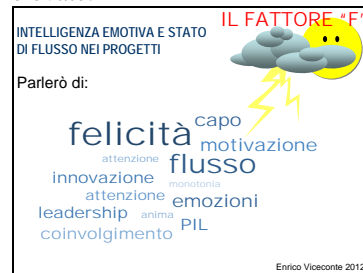 IL FATTORE "F"
INTELLIGENZA EMOTIVA E STATO
DI FLUSSO NEI PROGETTI
Parlerò di:
capo
felicità
motivazione
attenzione
flusso
innovazione
monotonia
attenzione
emozioni
leadership
anima
PIL
coinvolgimento
Enrico Viceconte 2012